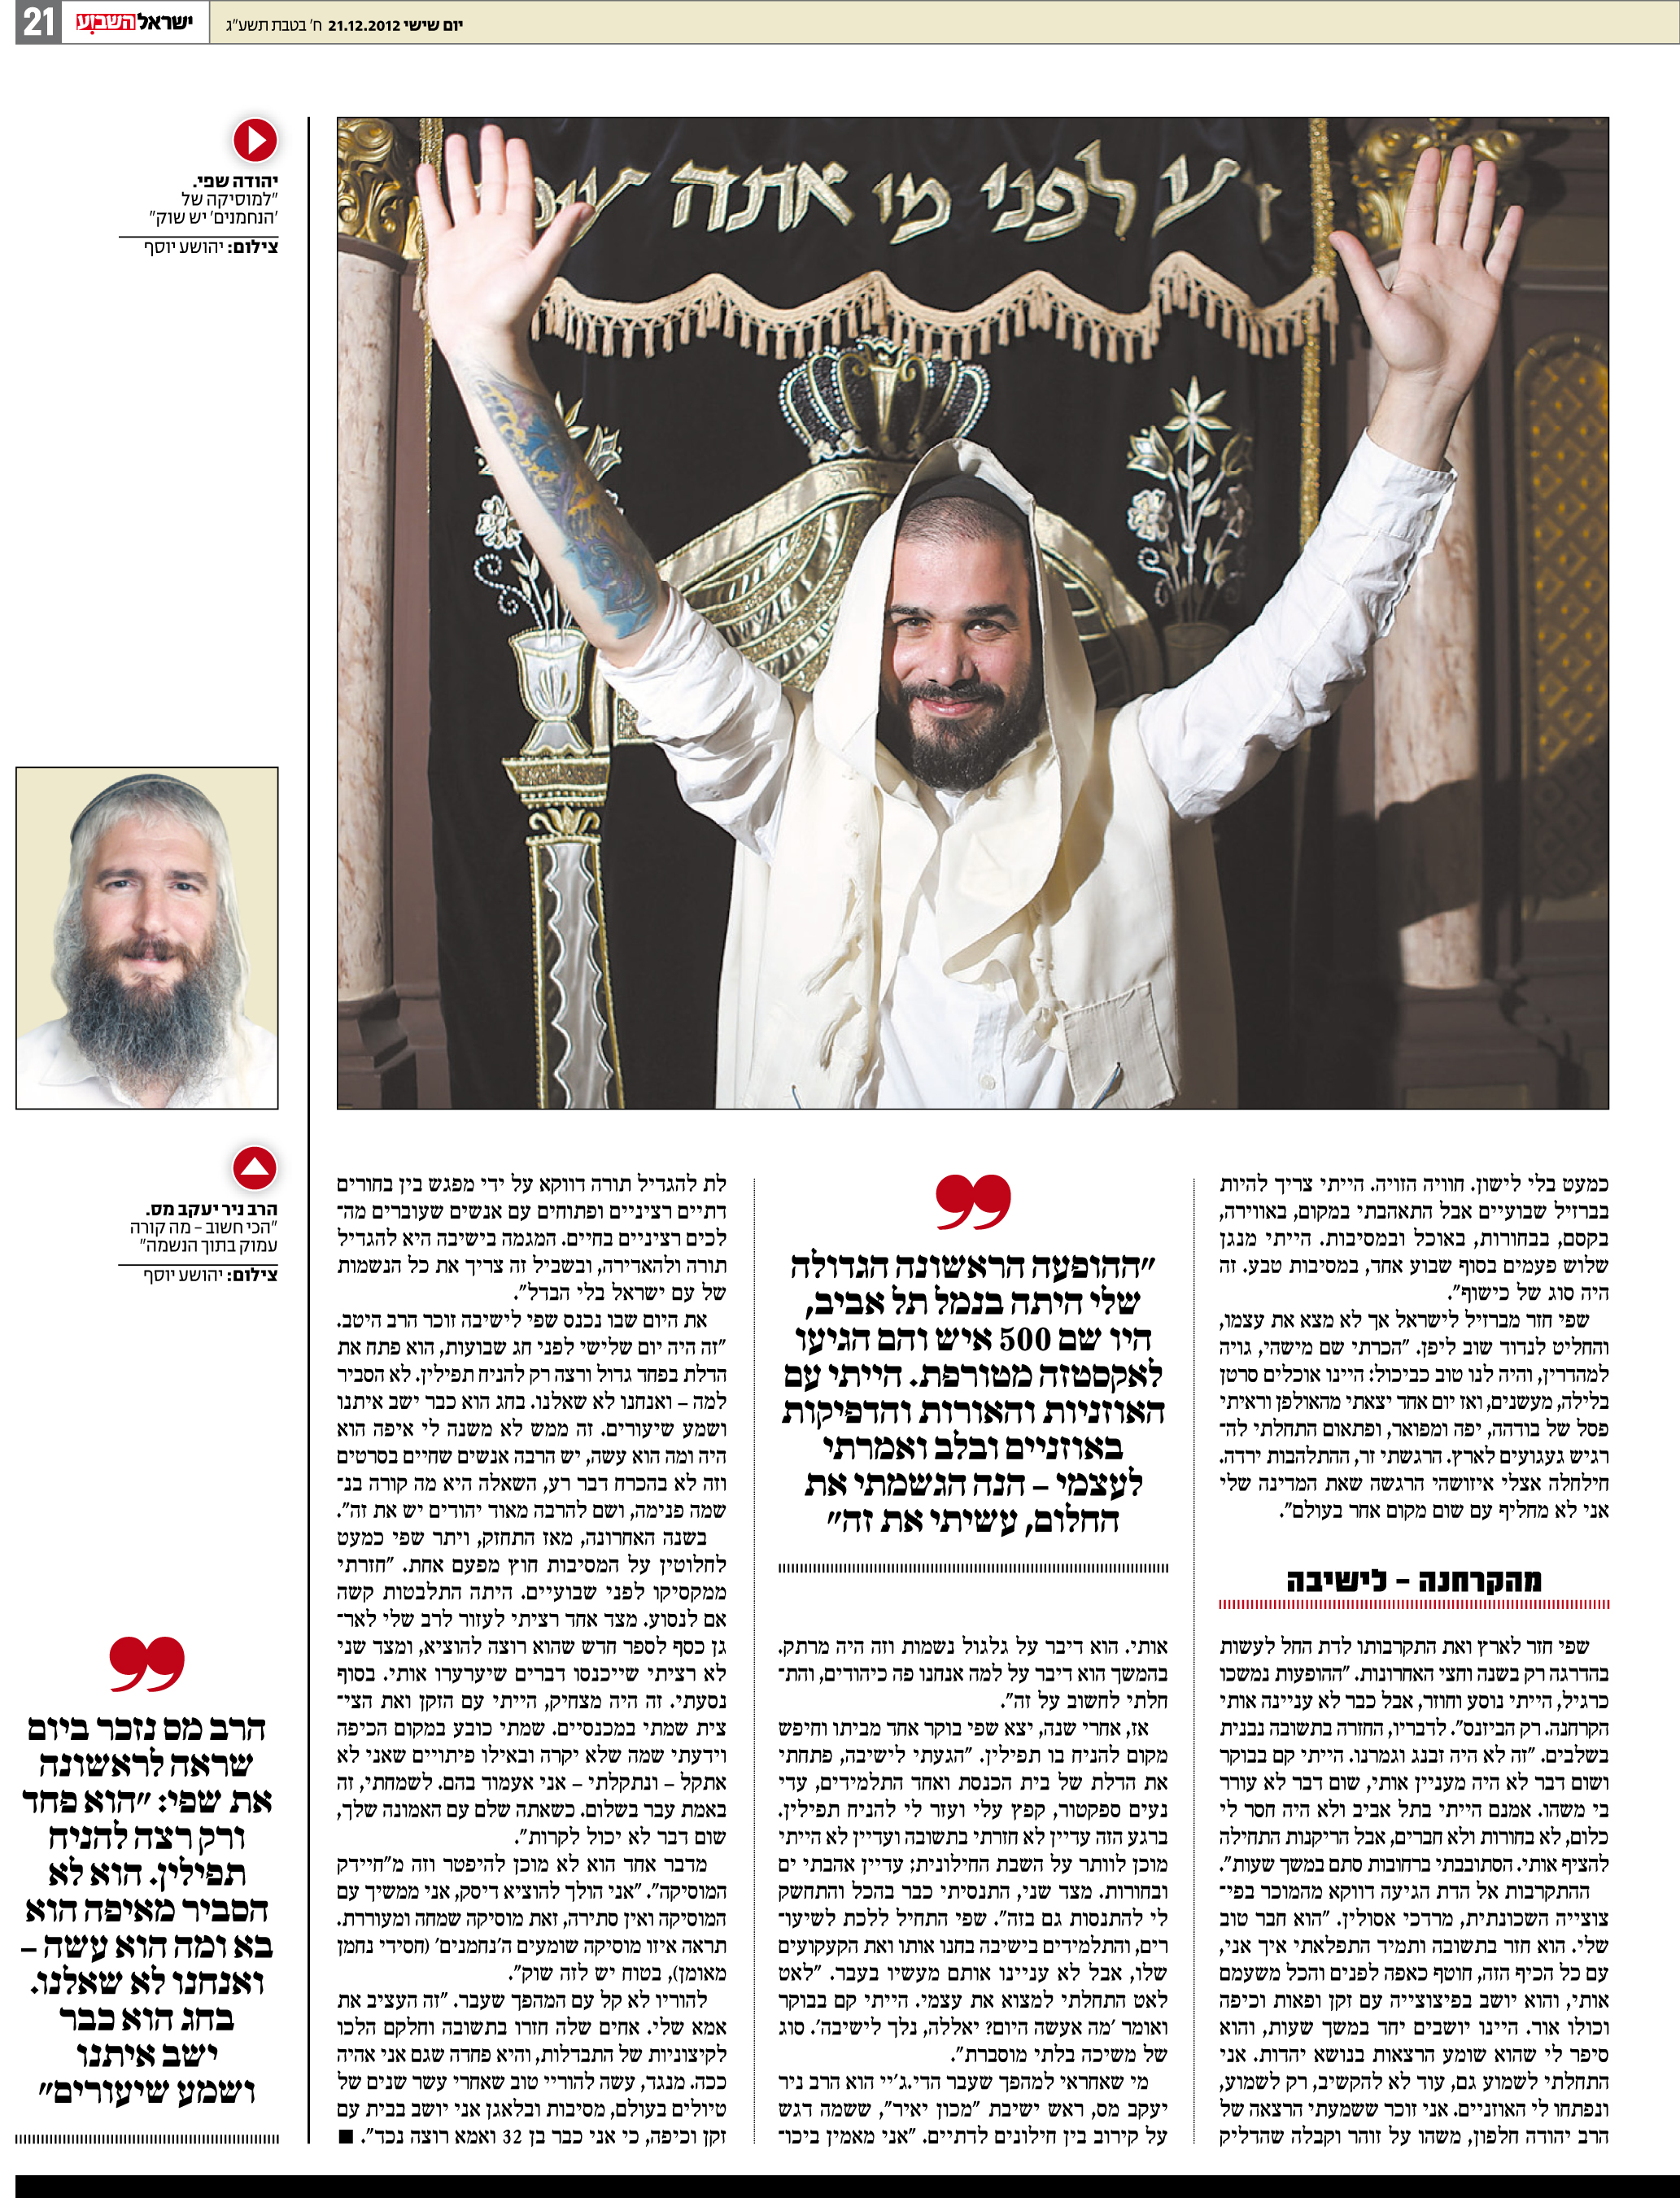 יום שישי 21.12.2012 ח' בטבת תשע"ג
ישראל השבוע
21
דע לפני מי אתה עומד
יהודה שפי.
"למוסיקה של
'הנחמנים' יש שוק"
צילום: יהושע יוסף
כמעט בלי לישון. חוויה הזויה. הייתי צריך להיות
בברזיל שבועיים אבל התאהבתי במקום, באווירה,
בקסם, בבחורות, באוכל ובמסיבות. הייתי מנגן
שלוש פעמים בסוף שבוע אחד, במסיבות טבע. זה
היה סוג של כישוף".
שפי חזר מברזיל לישראל אך לא מצא את עצמו,
והחליט לנדוד שוב ליפן. "הכרתי שם מישהי, גויה
למהדרין, והיה לנו טוב כביכול: היינו אוכלים סרטן
בלילה, מעשנים, ואז יום אחד יצאתי מהאולפן וראיתי
פסל של בודהה, יפה ומפואר, ופתאום התחלתי לה־
רגיש געגועים לארץ. הרגשתי זר, ההתלהבות ירדה.
חילחלה אצלי איזושהי הרגשה שאת המדינה שלי
אני לא מחליף עם שום מקום אחר בעולם".
מהקרחנה – לישיבה
שפי חזר לארץ ואת התקרבותו לדת החל לעשות
בהדרגה רק בשנה וחצי האחרונות. "ההופעות נמשכו
כרגיל, הייתי נוסע וחוזר, אבל כבר לא עניינה אותי
הקרחנה. רק הביזנס". לדבריו, החזרה בתשובה נבנית
בשלבים. "זה לא היה זבנג וגמרנו. הייתי קם בבוקר
ושום דבר לא היה מעניין אותי, שום דבר לא עורר
בי משהו. אמנם הייתי בתל אביב ולא היה חסר לי
כלום, לא בחורות ולא חברים, אבל הריקנות התחילה
להציף אותי. הסתובבתי ברחובות סתם במשך שעות".
ההתקרבות אל הדת הגיעה דווקא מהמוכר בפי־
צוצייה השכונתית, מרדכי אסולין. "הוא חבר טוב
שלי. הוא חזר בתשובה ותמיד התפלאתי איך אני,
עם כל הכיף הזה, חוטף כאפה לפנים והכל משעמם
אותי, והוא יושב בפיצוצייה עם זקן ופאות וכיפה
וכולו אור. היינו יושבים יחד במשך שעות, והוא
סיפר לי שהוא שומע הרצאות בנושא יהדות. אני
התחלתי לשמוע גם, עוד לא להקשיב, רק לשמוע,
ונפתחו לי האוזניים. אני זוכר ששמעתי הרצאה של
הרב יהודה חלפון, משהו על זוהר וקבלה שהדליק
"ההופעה הראשונה הגדולה
שלי היתה בנמל תל אביב,
היו שם 500 איש והם הגיעו
לאקסטזה מטורפת. הייתי עם
האוזניות והאורות והדפיקות
באוזניים ובלב ואמרתי
לעצמי – הנה הגשמתי את
החלום, עשיתי את זה"
אותי. הוא דיבר על גלגול נשמות וזה היה מרתק.
בהמשך הוא דיבר על למה אנחנו פה כיהודים, והת־
חלתי לחשוב על זה".
אז, אחרי שנה, יצא שפי בוקר אחד מביתו וחיפש
מקום להניח בו תפילין. "הגעתי לישיבה, פתחתי
את הדלת של בית הכנסת ואחד התלמידים, עדי
נעים ספקטור, קפץ עלי ועזר לי להניח תפילין.
ברגע הזה עדיין לא חזרתי בתשובה ועדיין לא הייתי
מוכן לוותר על השבת החילונית; עדיין אהבתי ים
ובחורות. מצד שני, התנסיתי כבר בהכל והתחשק
לי להתנסות גם בזה". שפי התחיל ללכת לשיעו־
רים, והתלמידים בישיבה בחנו אותו ואת הקעקועים
שלו, אבל לא עניינו אותם מעשיו בעבר. "לאט
לאט התחלתי למצוא את עצמי. הייתי קם בבוקר
ואומר 'מה אעשה היום? יאללה, נלך לישיבה'. סוג
של משיכה בלתי מוסברת".
מי שאחראי למהפך שעבר הדי.ג'יי הוא הרב ניר
יעקב מס, ראש ישיבת "מכון יאיר", ששמה דגש
על קירוב בין חילונים לדתיים. "אני מאמין ביכו־
לת להגדיל תורה דווקא על ידי מפגש בין בחורים
דתיים רציניים ופתוחים עם אנשים שעוברים מה־
לכים רציניים בחיים. המגמה בישיבה היא להגדיל
תורה ולהאדירה, ובשביל זה צריך את כל הנשמות
של עם ישראל בלי הבדל".
את היום שבו נכנס שפי לישיבה זוכר הרב היטב.
"זה היה יום שלישי לפני חג שבועות, הוא פתח את
הדלת בפחד גדול ורצה רק להניח תפילין. לא הסביר
למה – ואנחנו לא שאלנו. בחג הוא כבר ישב איתנו
ושמע שיעורים. זה ממש לא משנה לי איפה הוא
היה ומה הוא עשה, יש הרבה אנשים שחיים בסרטים
וזה לא בהכרח דבר רע, השאלה היא מה קורה בנ־
שמה פנימה, ושם להרבה מאוד יהודים יש את זה".
בשנה האחרונה, מאז התחזק, ויתר שפי כמעט
לחלוטין על המסיבות חוץ מפעם אחת. "חזרתי
ממקסיקו לפני שבועיים. היתה התלבטות קשה
אם לנסוע. מצד אחד רציתי לעזור לרב שלי לאר־
גן כסף לספר חדש שהוא רוצה להוציא, ומצד שני
לא רציתי שייכנסו דברים שיערערו אותי. בסוף
נסעתי. זה היה מצחיק, הייתי עם הזקן ואת הצי־
צית שמתי במכנסיים. שמתי כובע במקום הכיפה
וידעתי שמה שלא יקרה ובאילו פיתויים שאני לא
אתקל – ונתקלתי – אני אעמוד בהם. לשמחתי, זה
באמת עבר בשלום. כשאתה שלם עם האמונה שלך,
שום דבר לא יכול לקרות".
מדבר אחד הוא לא מוכן להיפטר וזה מ"חיידק
המוסיקה". "אני הולך להוציא דיסק, אני ממשיך עם
המוסיקה ואין סתירה, זאת מוסיקה שמחה ומעוררת.
תראה איזו מוסיקה שומעים ה'נחמנים' (חסידי נחמן
מאומן), בטוח יש לזה שוק".
להוריו לא קל עם המהפך שעבר. "זה העציב את
אמא שלי. אחים שלה חזרו בתשובה וחלקם הלכו
לקיצוניות של התבדלות, והיא פחדה שגם אני אהיה
ככה. מנגד, עשה להוריי טוב שאחרי עשר שנים של
טיולים בעולם, מסיבות ובלאגן אני יושב בבית עם
זקן וכיפה, כי אני כבר בן 32 ואמא רוצה נכד". ■
הרב ניר יעקב מס.
"הכי חשוב – מה קורה
עמוק בתוך הנשמה"
צילום: יהושע יוסף
הרב מס נזכר ביום
שראה לראשונה
את שפי: "הוא פחד
ורק רצה להניח
תפילין. הוא לא
הסביר מאיפה הוא
בא ומה הוא עשה –
ואנחנו לא שאלנו.
בחג הוא כבר
ישב איתנו
ושמע שיעורים"